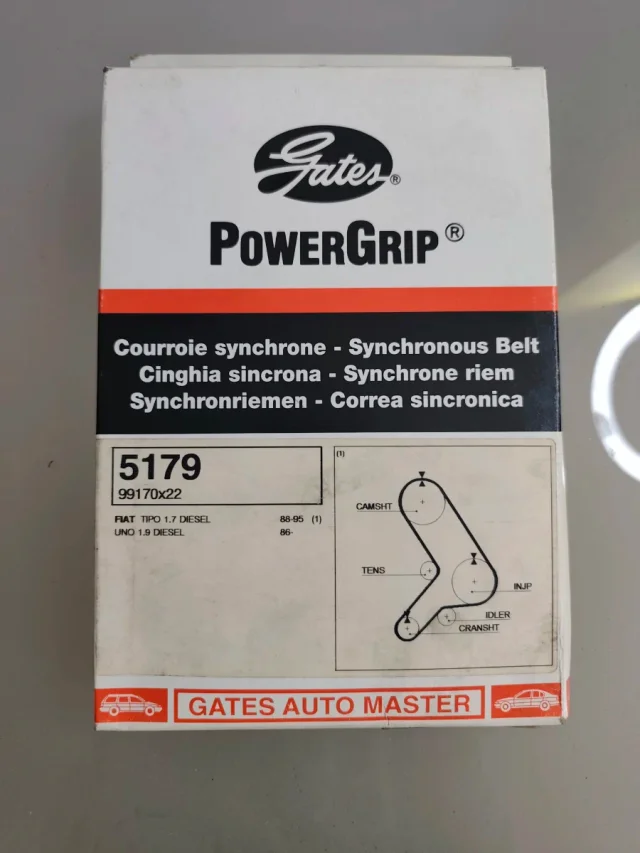 Gates®
POWERGRIP®
Courroie synchrone - Synchronous Belt
Cinghia sincrona - Synchrone riem
Synchronriemen - Correa sincronica
5179
99170x22
FIAT TIPO 1.7 DIESEL 88-95 (1)
UNO 1.9 DIESEL 86-
(1)
CAMSHT
TENS
INJP
IDLER
CRANSHT
GATES AUTO MASTER